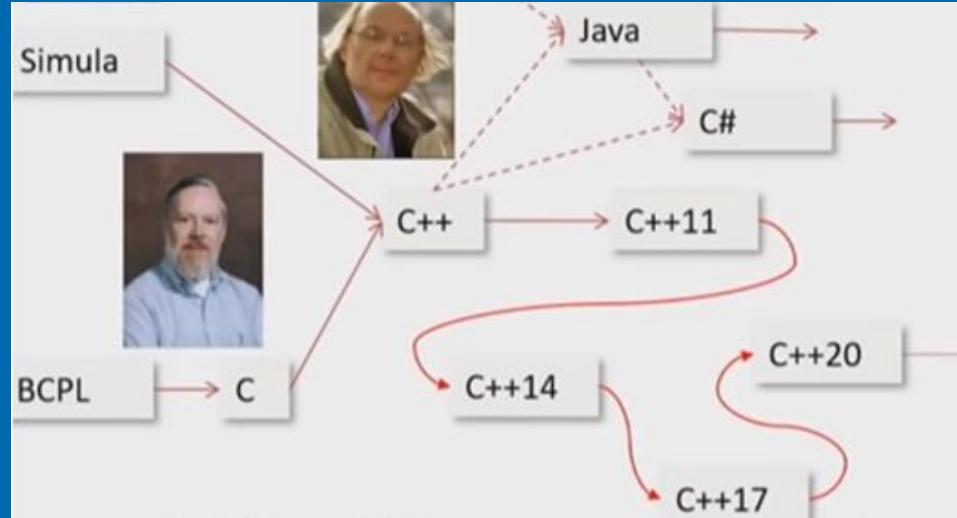 Simula
Java
C#
C++
C++11
BCPL
C
C++14
C++20
C++17